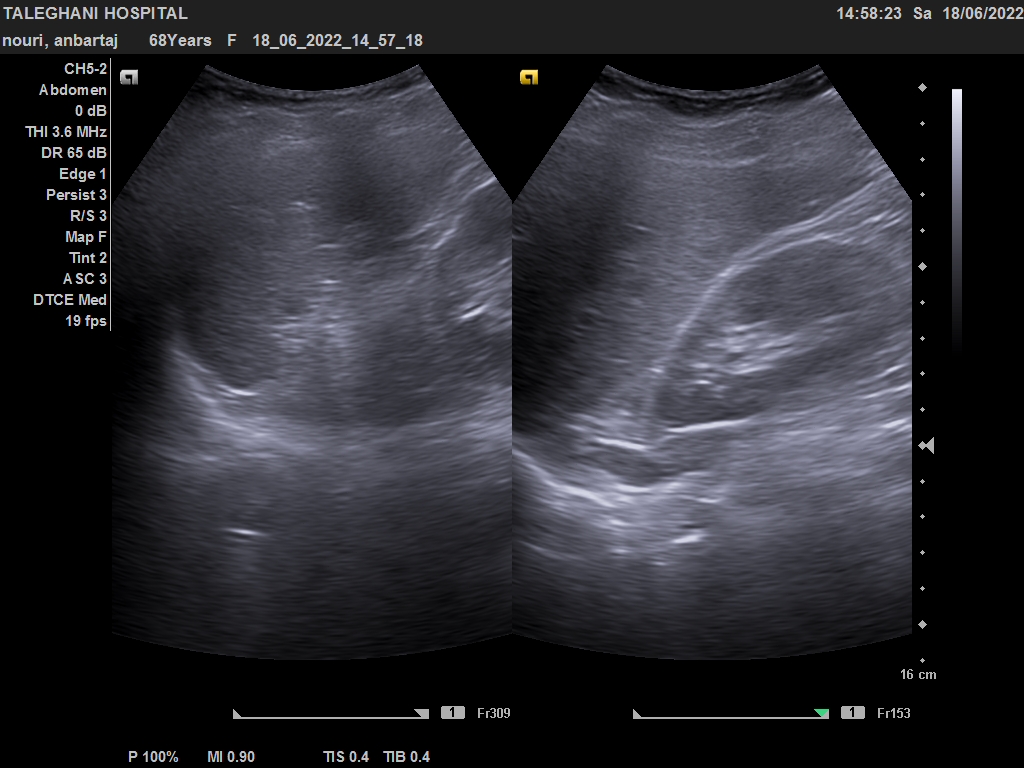 TALEGHANI HOSPITAL 14:58:23 Sa 18/06/2022
nouri, anbartaj 68Years F 18_06_2022_14_57_18
CH5-2
Abdomen
0 dB
THI 3.6 MHz
DR 65 dB
Edge 1
Persist 3
R/S 3
Map F
Tint 2
ASC 3
DTCE Med
19 fps
16 cm
1 Fr309 1 Fr153
P 100% MI 0.90 TIS 0.4 TIB 0.4